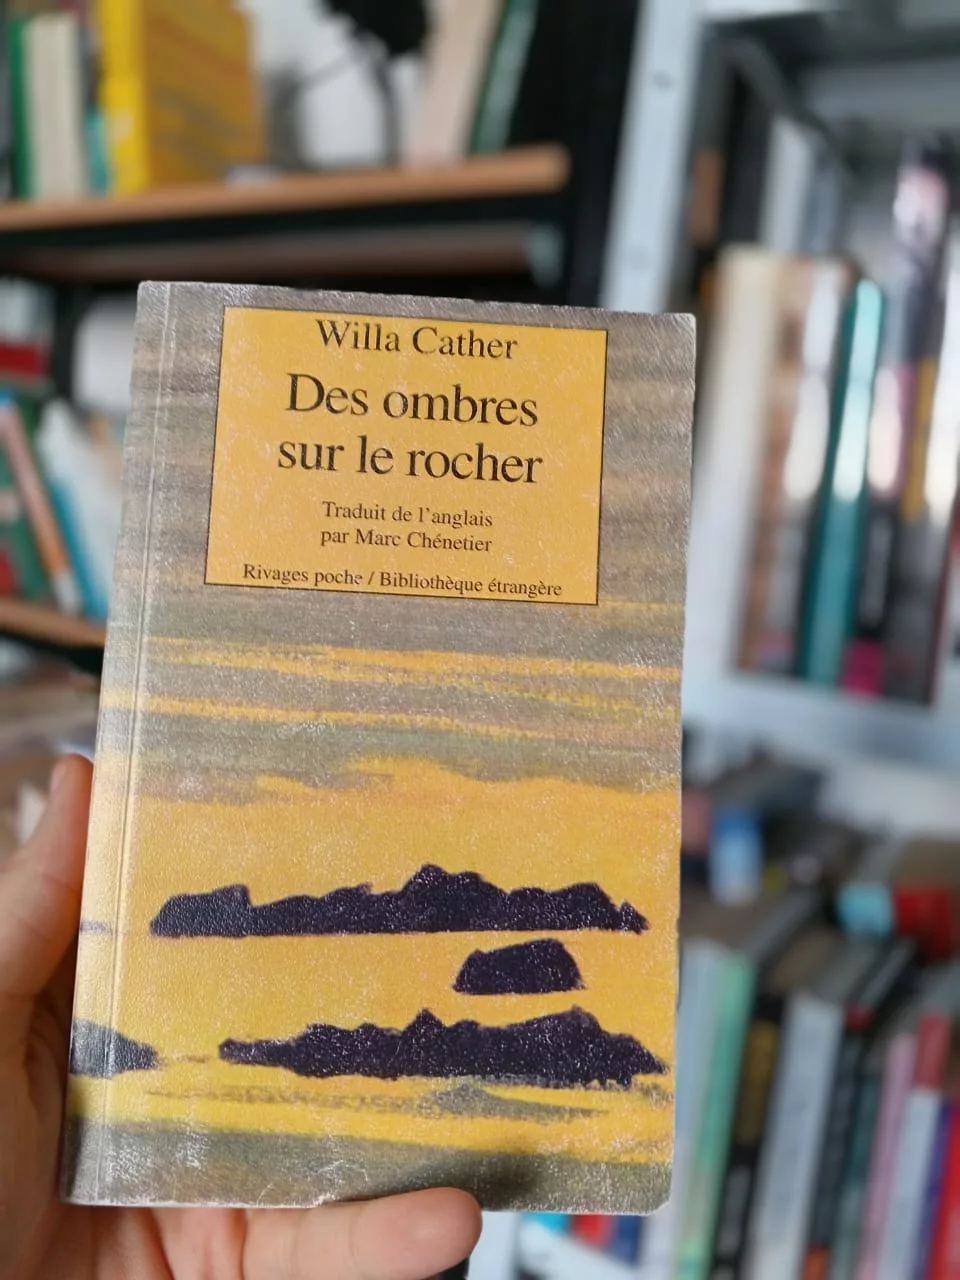 Willa Cather
Des ombres
sur le rocher
Traduit de l'anglais
par Marc Chénetier
Rivages poche / Bibliothèque étrangère